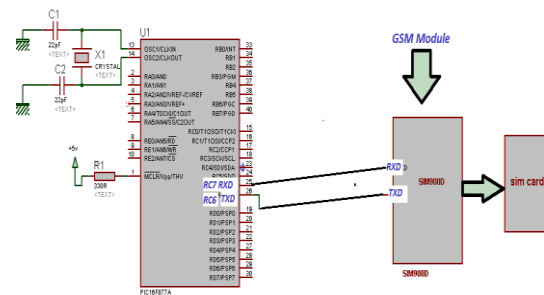 C1
22pF
<TEXT>
X1
CRYSTAL
<TEXT>
C2
22pF
<TEXT>
+5v
R1
330R
<TEXT>
U1
13 OSC1/CLKIN
14 OSC2/CLKOUT
2 RA0/AN0
3 RA1/AN1
4 RA2/AN2/VREF-/CVREF
5 RA3/AN3/VREF+
6 RA4/T0CKI/C1OUT
7 RA5/AN4/SS/C2OUT
8 RE0/AN5/RD
9 RE1/AN6/WR
10 RE2/AN7/CS
1 MCLR/Vpp/THV
RB0/INT 33
RB1 34
RB2 35
RB3/PGM 36
RB4 37
RB5 38
RB6/PGC 39
RB7/PGD 40
RC0/T1OSO/T1CKI 15
RC1/T1OSI/CCP2 16
RC2/CCP1 17
RC3/SCK/SCL 18
RC4/SDI/SDA 23
RC7 RXD 25
RC6 TXD 26
RD0/PSP0 19
RD1/PSP1 20
RD2/PSP2 21
RD3/PSP3 22
RD4/PSP4 27
RD5/PSP5 28
RD6/PSP6 29
RD7/PSP7 30
PIC16F877A
GSM Module
RXD
TXD
SIM900D
SIM900D
sim card